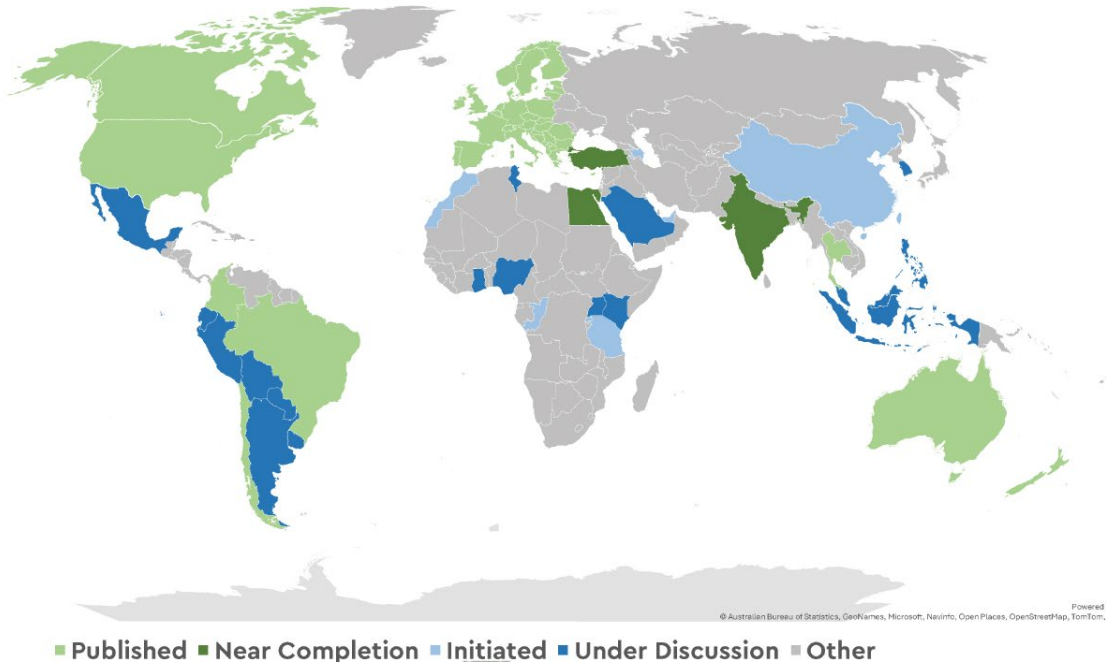 Powered
© Australian Bureau of Statistics, GeoNames, Microsoft, Navinfo, Open Places, OpenStreetMap, TomTom,
Published Near Completion Initiated Under Discussion Other